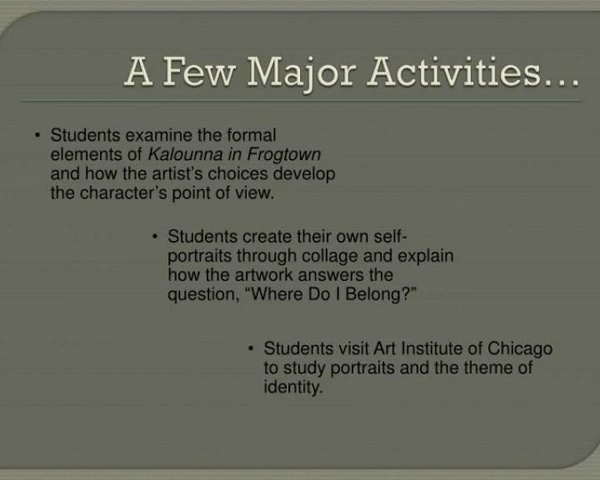 A Few Major Activities…
• Students examine the formal
elements of Kalounna in Frogtown
and how the artist’s choices develop
the character’s point of view.
• Students create their own self-
portraits through collage and explain
how the artwork answers the
question, “Where Do I Belong?”
• Students visit Art Institute of Chicago
to study portraits and the theme of
identity.